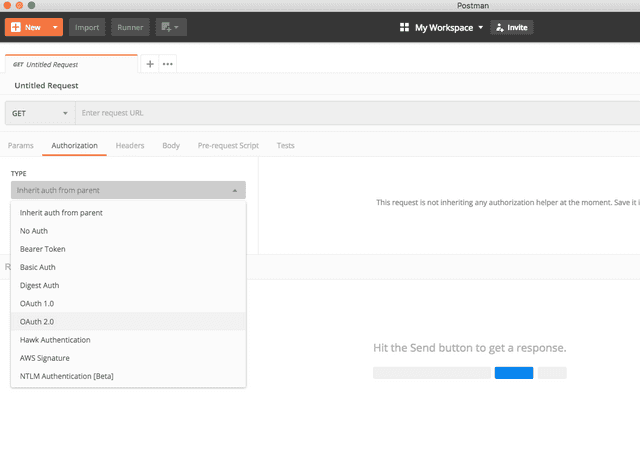 Postman
New Import Runner My Workspace Invite
GET Untitled Request + •••
Untitled Request
GET Enter request URL
Params Authorization Headers Body Pre-request Script Tests
TYPE
Inherit auth from parent
This request is not inheriting any authorization helper at the moment. Save it i
Inherit auth from parent
No Auth
Bearer Token
Basic Auth
R
Digest Auth
OAuth 1.0
OAuth 2.0
Hawk Authentication
Hit the Send button to get a response.
AWS Signature
NTLM Authentication [Beta]